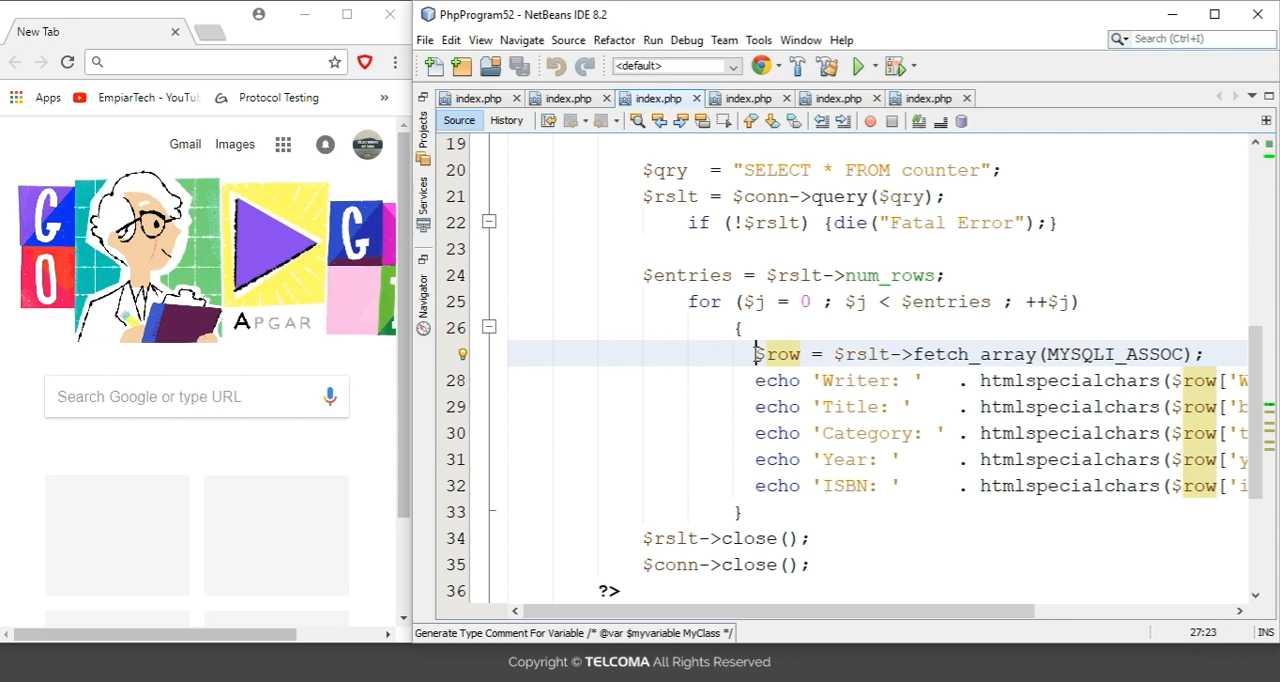 New Tab
Apps
EmpiarTech - YouTu
Protocol Testing
»
Gmail
Images
G
O
G
APGAR
Search Google or type URL
PhpProgram52 - NetBeans IDE 8.2
File Edit View Navigate Source Refactor Run Debug Team Tools Window Help
Search (Ctrl+I)
<default>
index.php
index.php
index.php
index.php
index.php
index.php
Source
History
Projects
Services
Navigator
19
20 $qry  = "SELECT * FROM counter";
21 $rslt = $conn->query($qry);
22 if (!$rslt) {die("Fatal Error");}
23
24 $entries = $rslt->num_rows;
25 for ($j = 0 ; $j < $entries ; ++$j)
26 {
$row = $rslt->fetch_array(MYSQLI_ASSOC);
28 echo 'Writer: '   . htmlspecialchars($row['W
29 echo 'Title: '    . htmlspecialchars($row['b
30 echo 'Category: ' . htmlspecialchars($row['t
31 echo 'Year: '     . htmlspecialchars($row['y
32 echo 'ISBN: '     . htmlspecialchars($row['i
33 }
34 $rslt->close();
35 $conn->close();
36 ?>
Generate Type Comment For Variable /* @var $myvariable MyClass */
27:23
INS
Copyright © TELCOMA All Rights Reserved